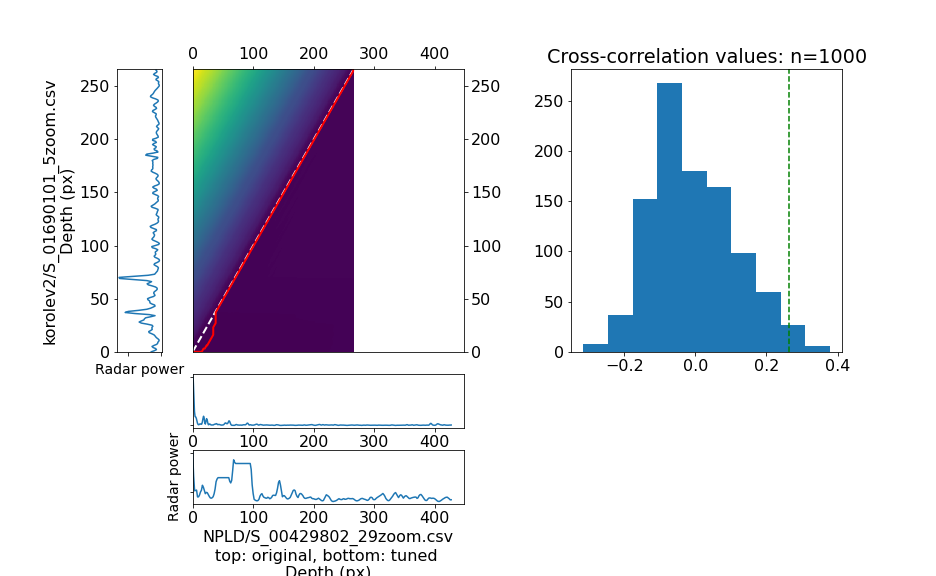 0 100 200 300 400
Cross-correlation values: n=1000
korolev2/S_01690101_5zoom.csv
Depth (px)
250
200
150
100
50
0
250
200
150
100
50
0
250
200
150
100
50
0
−0.2 0.0 0.2 0.4
Radar power
0 100 200 300 400
Radar power
0 100 200 300 400
NPLD/S_00429802_29zoom.csv
top: original, bottom: tuned
Depth (px)